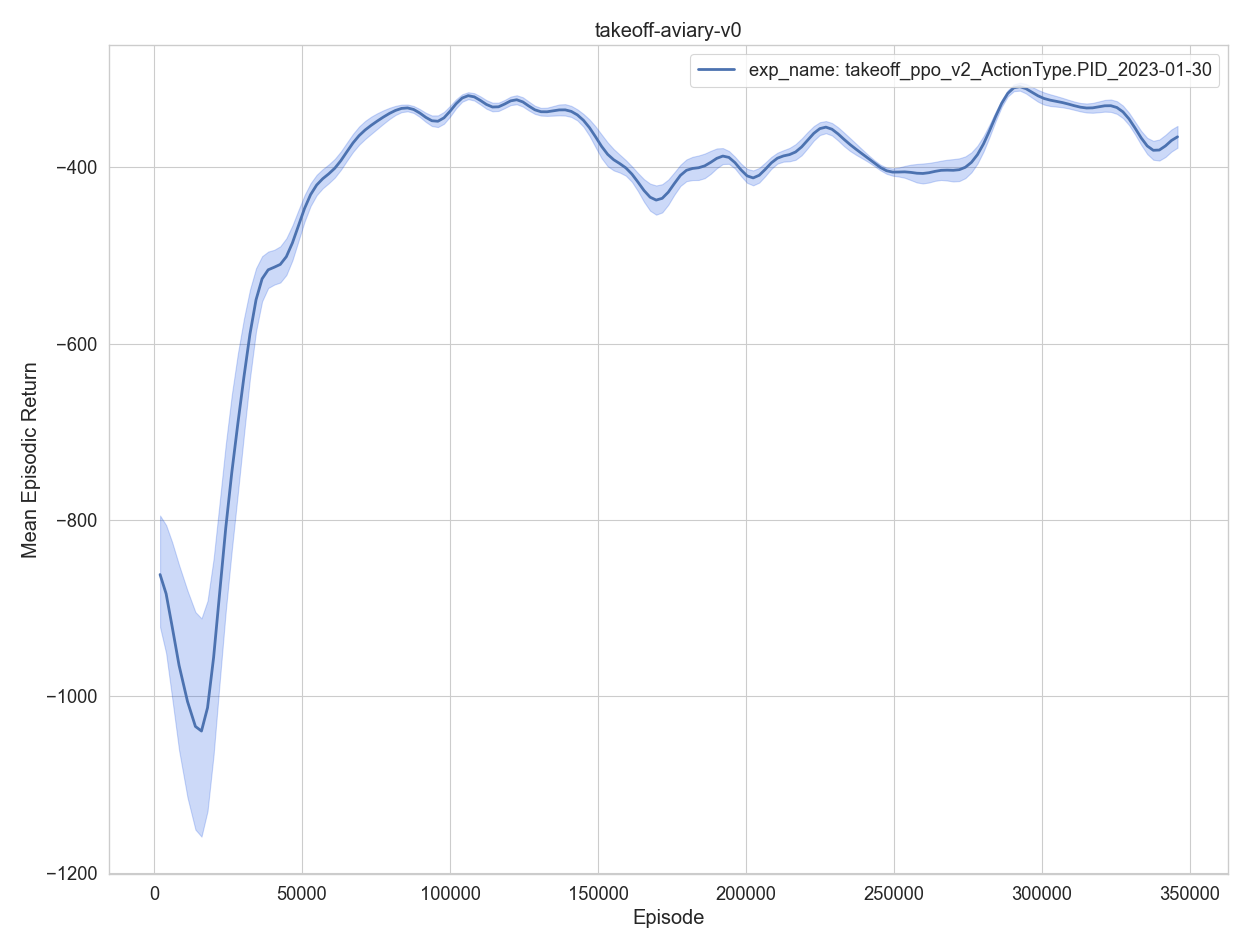 takeoff-aviary-v0
exp_name: takeoff_ppo_v2_ActionType.PID_2023-01-30
Mean Episodic Return
−400
−600
−800
−1000
−1200
0 50000 100000 150000 200000 250000 300000 350000
Episode